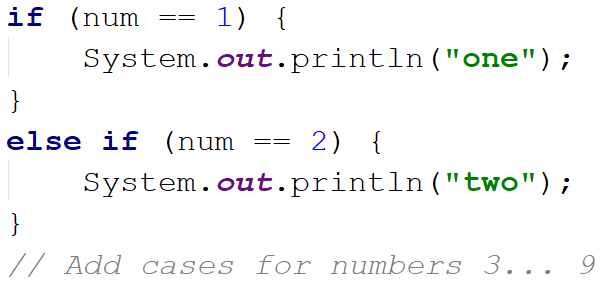 if (num == 1) {
    System.out.println("one");
}
else if (num == 2) {
    System.out.println("two");
}
// Add cases for numbers 3... 9